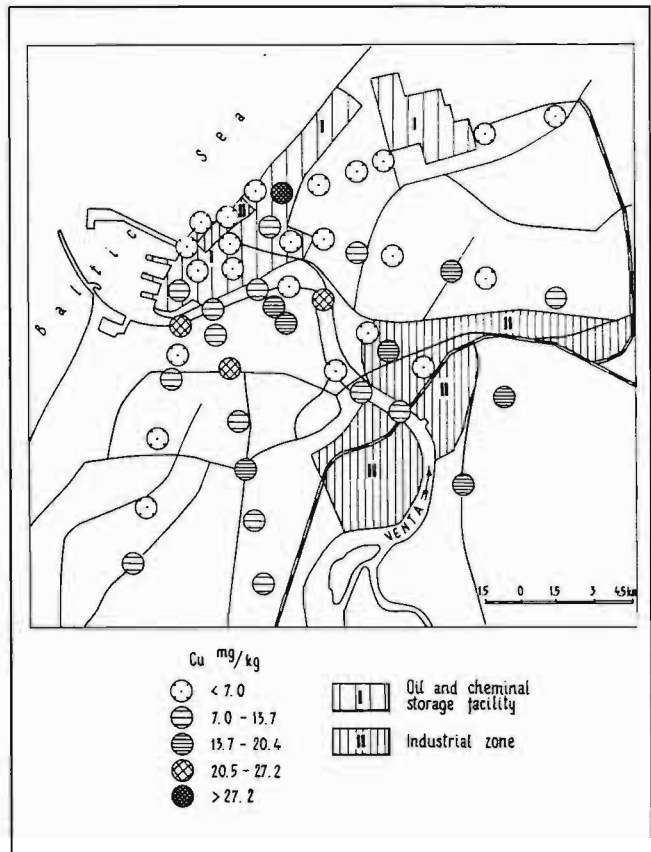 Baltic Sea
I
I
II
I
II
II
II
VENTA
1.5 0 1.5 3 4.5 km
Cu mg/kg
< 7.0
7.0 - 13.7
13.7 - 20.4
20.5 - 27.2
> 27.2
I Oil and cheminal
storage facility
II Industrial zone